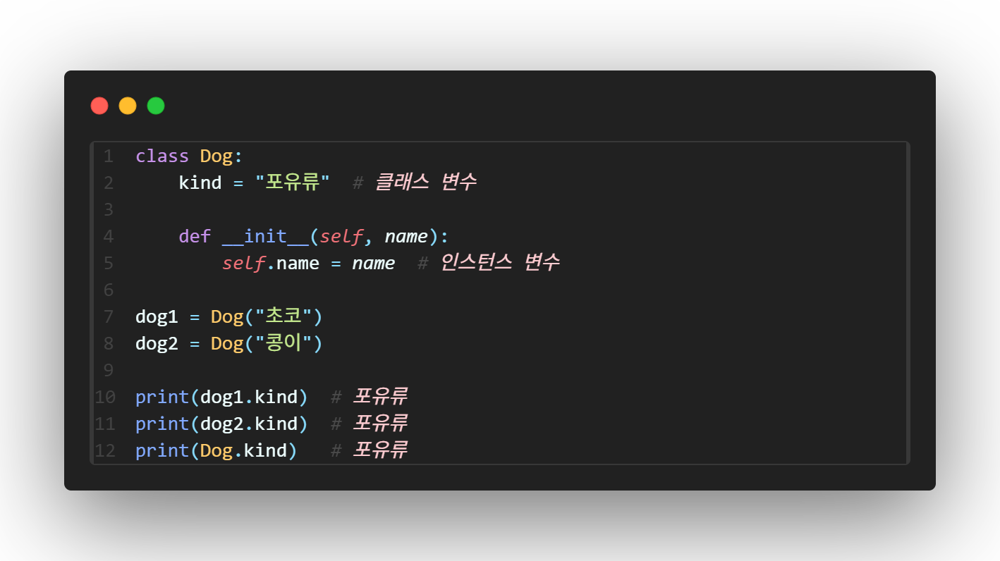 1 class Dog:
2     kind = "포유류"  # 클래스 변수
3
4     def __init__(self, name):
5         self.name = name  # 인스턴스 변수
6
7 dog1 = Dog("초코")
8 dog2 = Dog("콩이")
9
10 print(dog1.kind)  # 포유류
11 print(dog2.kind)  # 포유류
12 print(Dog.kind)   # 포유류